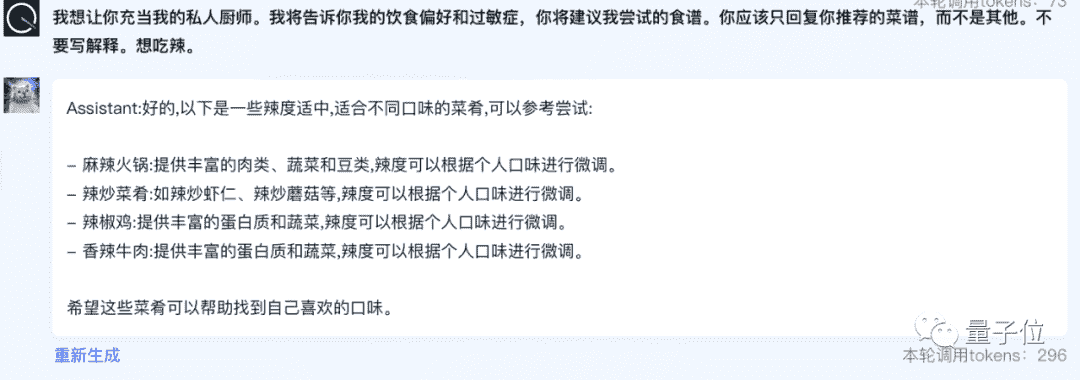 本轮调用tokens：73
我想让你充当我的私人厨师。我将告诉你我的饮食偏好和过敏症，你将建议我尝试的食谱。你应该只回复你推荐的菜谱，而不是其他。不
要写解释。想吃辣。
Assistant:好的,以下是一些辣度适中,适合不同口味的菜肴,可以参考尝试:
- 麻辣火锅:提供丰富的肉类、蔬菜和豆类,辣度可以根据个人口味进行微调。
- 辣炒菜肴:如辣炒虾仁、辣炒蘑菇等,辣度可以根据个人口味进行微调。
- 辣椒鸡:提供丰富的蛋白质和蔬菜,辣度可以根据个人口味进行微调。
- 香辣牛肉:提供丰富的蛋白质和蔬菜,辣度可以根据个人口味进行微调。
希望这些菜肴可以帮助找到自己喜欢的口味。
量子位
重新生成
本轮调用tokens：296